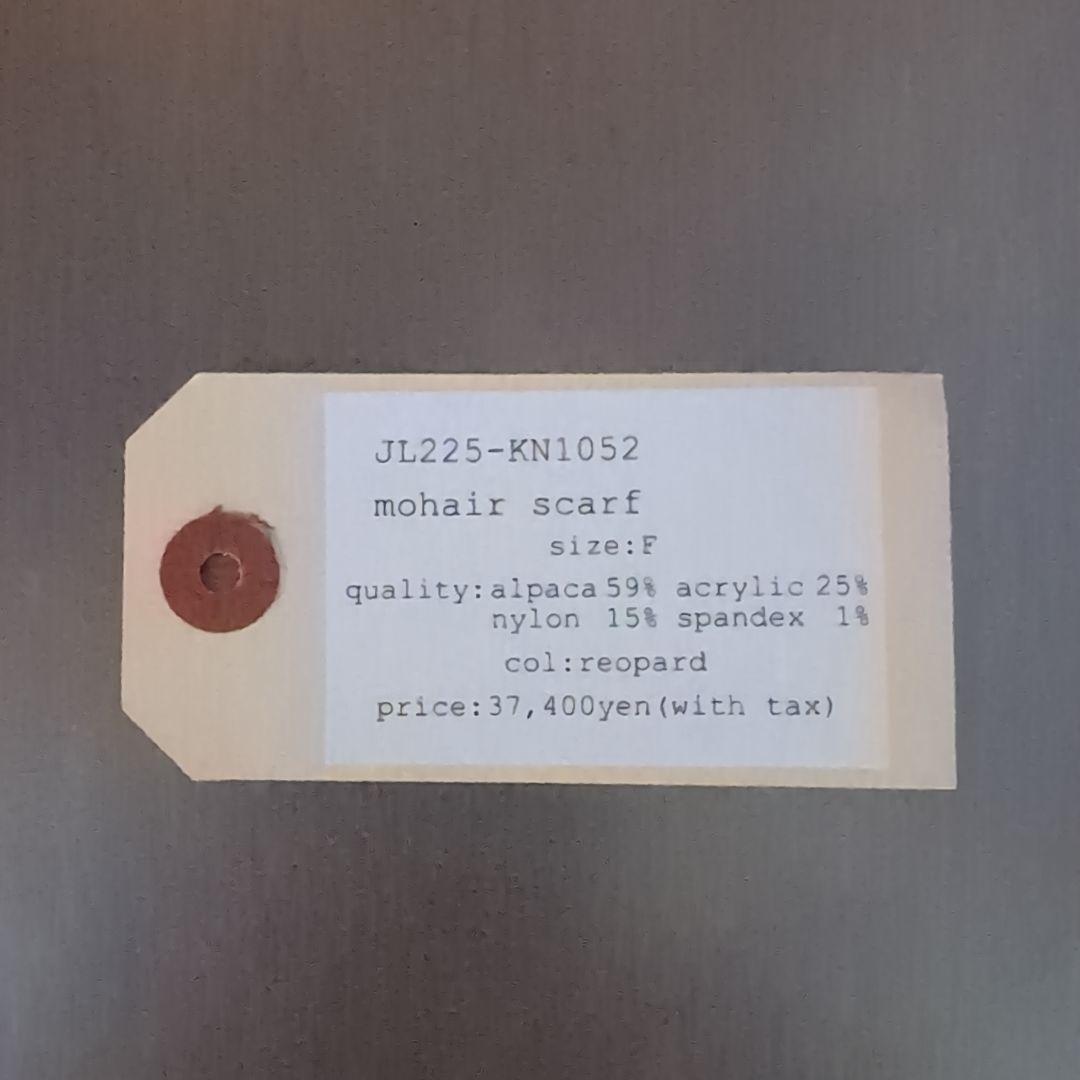 JL225-KN1052
mohair scarf
size:F
quality:alpaca 59% acrylic 25%
nylon 15% spandex 1%
col:reopard
price:37,400yen(with tax)